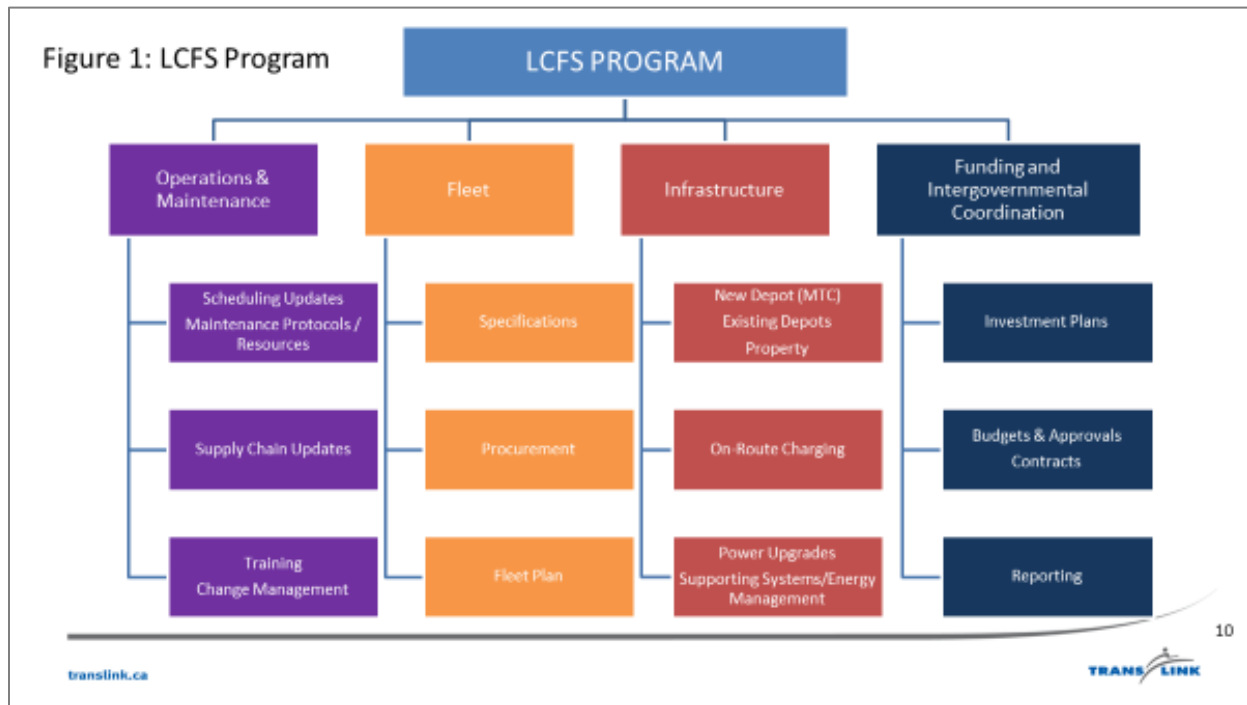 Figure 1: LCFS Program
LCFS PROGRAM
Operations &
Maintenance
Fleet
Infrastructure
Funding and
Intergovernmental
Coordination
Scheduling Updates
Maintenance Protocols /
Resources
Specifications
New Depot (MTC)
Existing Depots
Property
Investment Plans
Supply Chain Updates
Procurement
On-Route Charging
Budgets & Approvals
Contracts
Training
Change Management
Fleet Plan
Power Upgrades
Supporting Systems/Energy
Management
Reporting
10
translink.ca
TRANS LINK